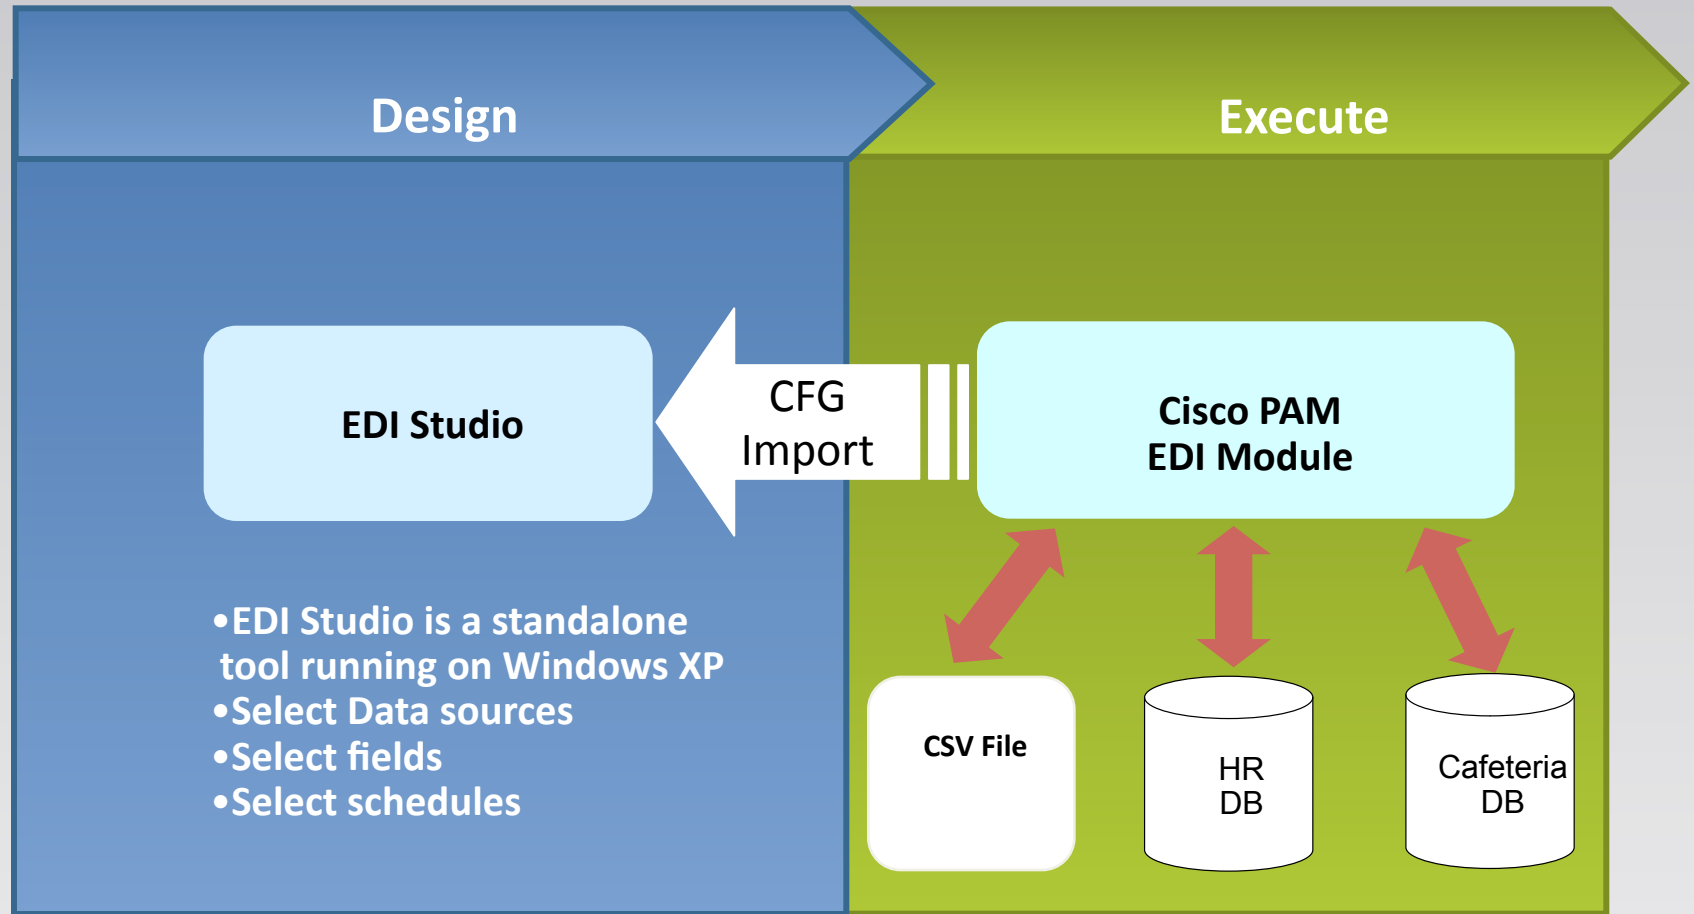 Design
Execute
EDI Studio
CFG
Import
Cisco PAM
EDI Module
•EDI Studio is a standalone
tool running on Windows XP
•Select Data sources
•Select fields
•Select schedules
CSV File
HR
DB
Cafeteria
DB